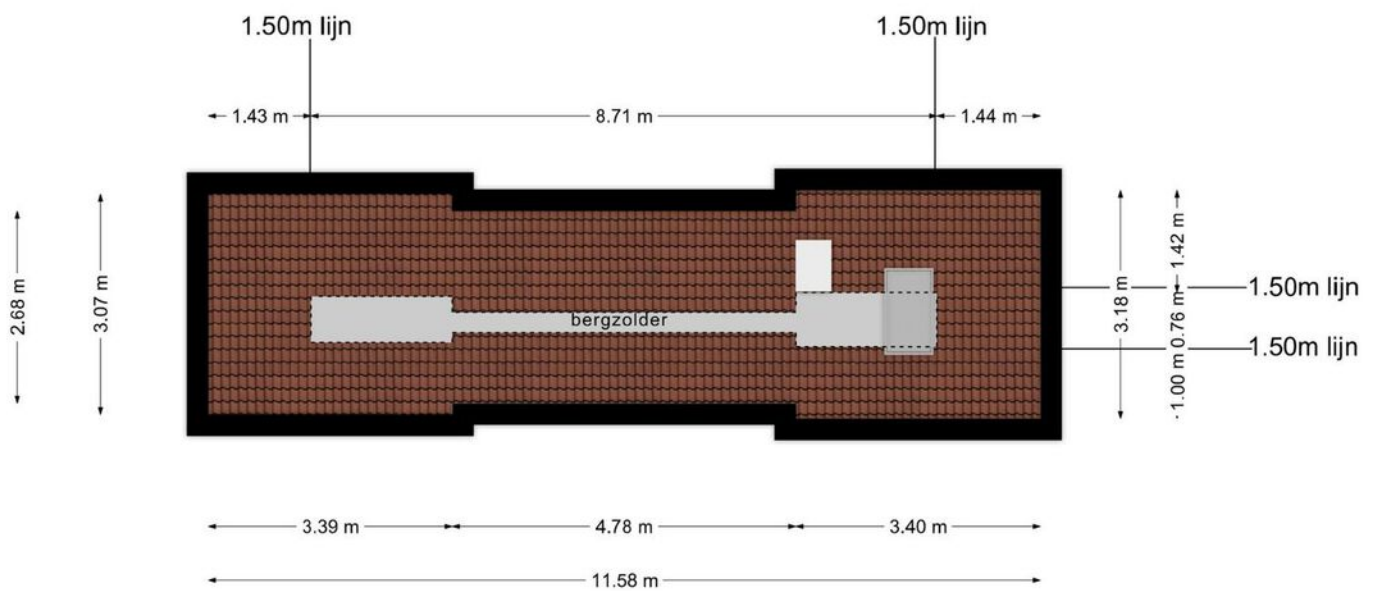 1.50m lijn
1.50m lijn
1.43 m
8.71 m
1.44 m
2.68 m
3.07 m
bergzolder
3.18 m
1.42 m
0.76 m
1.00 m
1.50m lijn
1.50m lijn
3.39 m
4.78 m
3.40 m
11.58 m